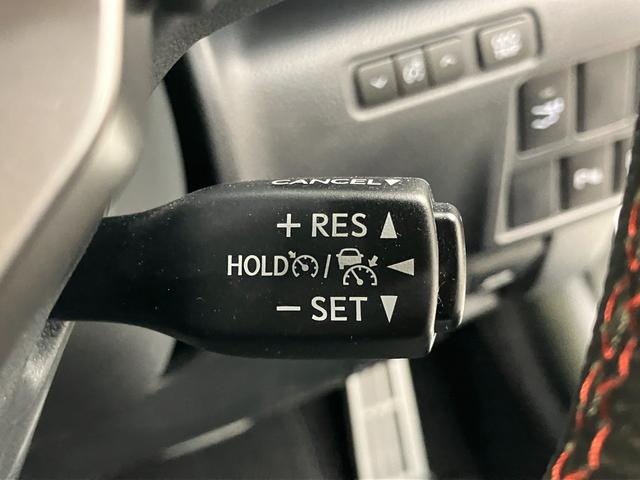 CANCEL▼
+ RES ▲
HOLD / ◀
− SET ▼